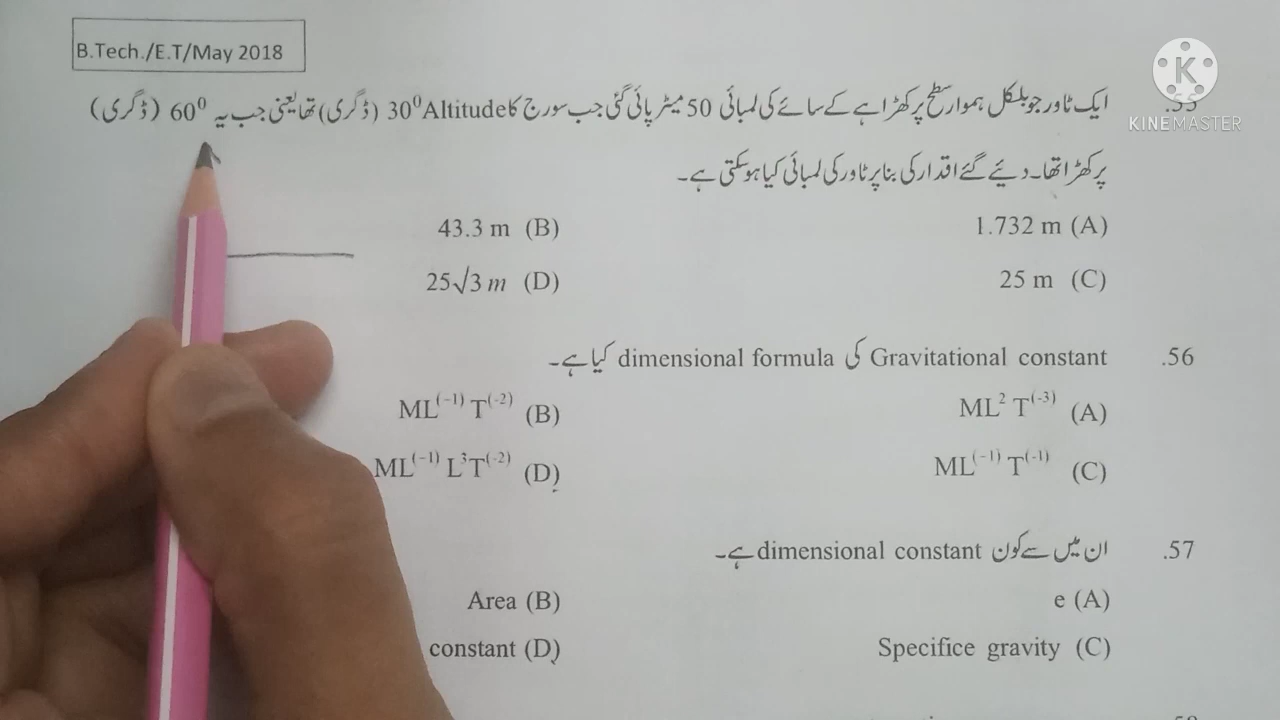 B.Tech./E.T/May 2018
K
KINEMASTER
.55 ایک ٹاور جو بلکل ہموار سطح پر کھڑا ہے کے سائے کی لمبائی 50 میٹر پائی گئی جب سورج کا Altitude 30⁰ (ڈگری) تھا یعنی جب یہ 60⁰ (ڈگری)
پر کھڑا تھا۔ دیئے گئے اقدار کی بنا پر ٹاور کی لمبائی کیا ہو سکتی ہے۔
1.732 m (A) 43.3 m (B)
25 m (C) 25√3 m (D)
.56 Gravitational constant کی dimensional formula کیا ہے۔
ML² T⁽⁻³⁾ (A) ML⁽⁻¹⁾ T⁽⁻²⁾ (B)
ML⁽⁻¹⁾ T⁽⁻¹⁾ (C) ML⁽⁻¹⁾ L³T⁽⁻²⁾ (D)
.57 ان میں سے کون dimensional constant ہے۔
e (A) Area (B)
Specifice gravity (C) constant (D)